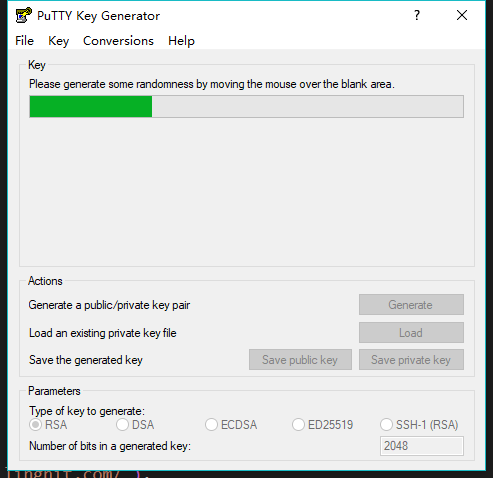 PuTTY Key Generator ?
File Key Conversions Help
Key
Please generate some randomness by moving the mouse over the blank area.
Actions
Generate a public/private key pair Generate
Load an existing private key file Load
Save the generated key Save public key Save private key
Parameters
Type of key to generate:
RSA DSA ECDSA ED25519 SSH-1 (RSA)
Number of bits in a generated key: 2048